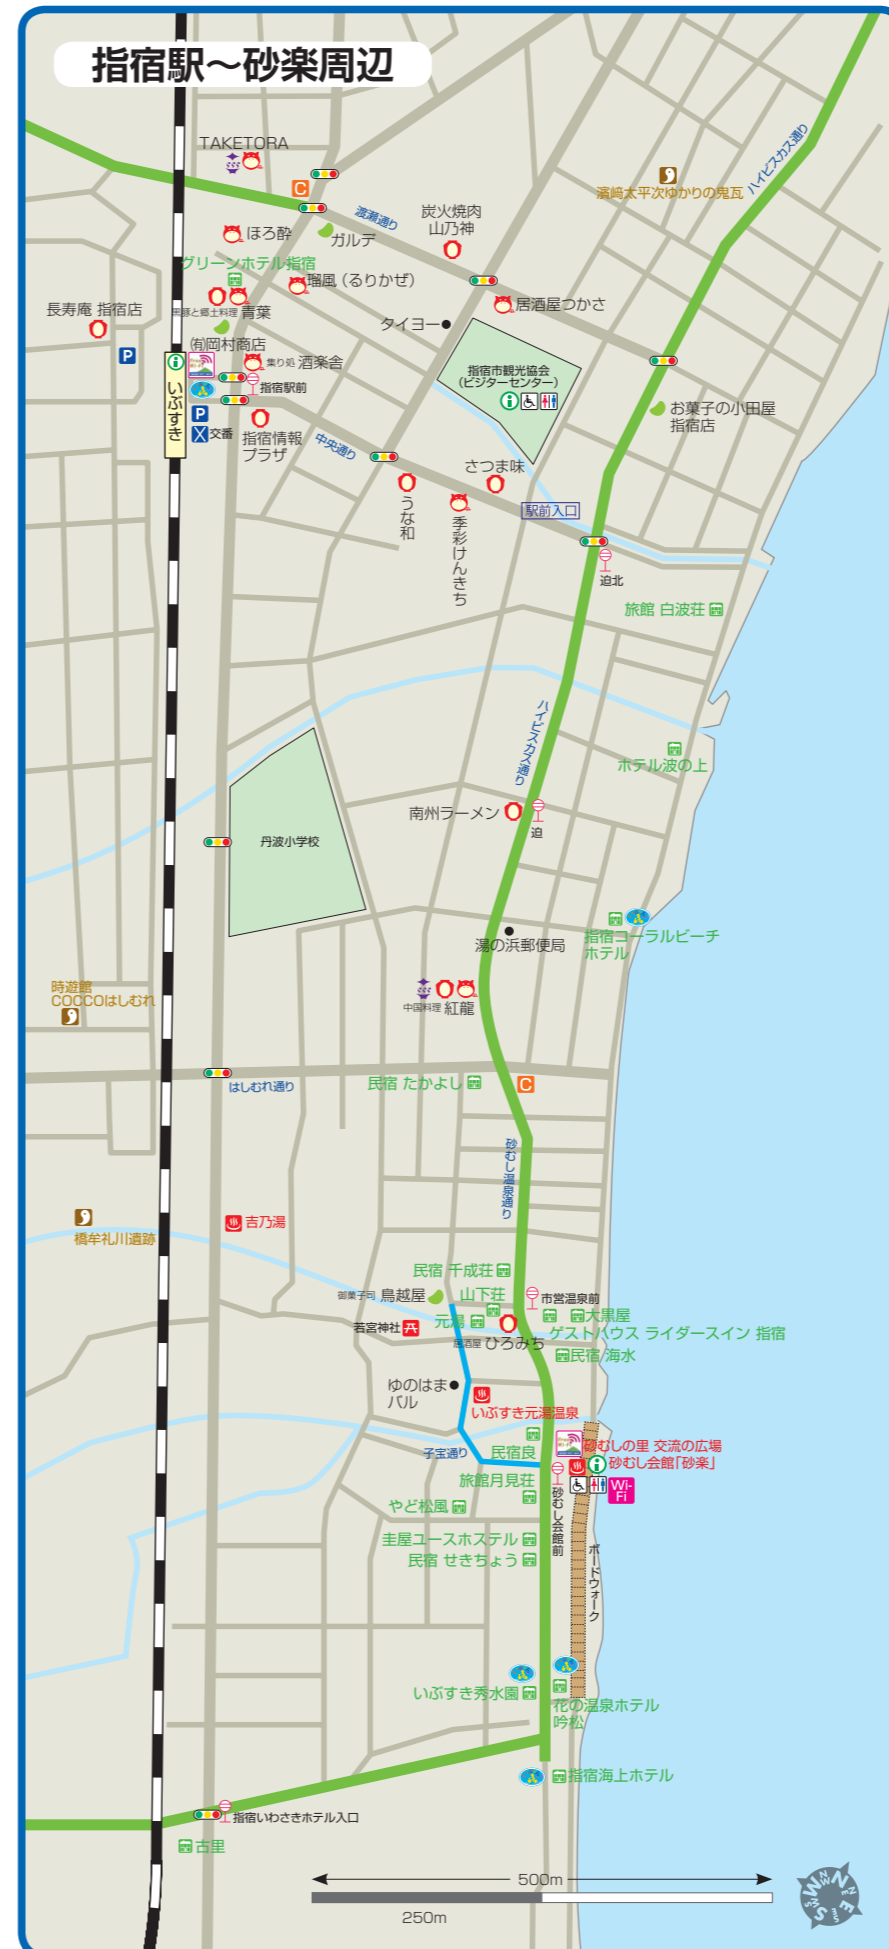 指宿駅～砂楽周辺
TAKETORA
C
渡瀬通り
ハイビスカス通り
濱﨑太平次ゆかりの鬼瓦
炭火焼肉
山乃神
ほろ酔
ガルデ
グリーンホテル指宿
瑠風（るりかぜ）
居酒屋つかさ
長寿庵 指宿店
黒豚と郷土料理 青葉
タイヨー
㈲岡村商店
P
集り処 酒楽舎
指宿市観光協会
（ビジターセンター）
指宿駅前
いぶすき
お菓子の小田屋
指宿店
P
交番
指宿情報
プラザ
中央通り
さつま味
うな和
季彩けんきち
駅前入口
迫北
旅館 白波荘
ハイビスカス通り
ホテル波の上
南州ラーメン
迫
丹波小学校
湯の浜郵便局
指宿コーラルビーチ
ホテル
時遊館
COCCOはしむれ
中国料理 紅龍
はしむれ通り
民宿 たかよし
C
砂むし温泉通り
吉乃湯
橋牟礼川遺跡
民宿 千成荘
御菓子司 鳥越屋
山下荘
市営温泉前
大黒屋
若宮神社
元湯
居酒屋 ひろみち
ゲストハウス ライダースイン 指宿
民宿 海水
ゆのはま
バル
いぶすき元湯温泉
子宝通り
民宿良
砂むしの里 交流の広場
砂むし会館「砂楽」
旅館月見荘
Wi-
Fi
やど松風
砂むし会館前
圭屋ユースホステル
民宿 せきちょう
ボードウォーク
いぶすき秀水園
花の温泉ホテル
吟松
指宿海上ホテル
指宿いわさきホテル入口
古里
500m
250m
N
E
S
W